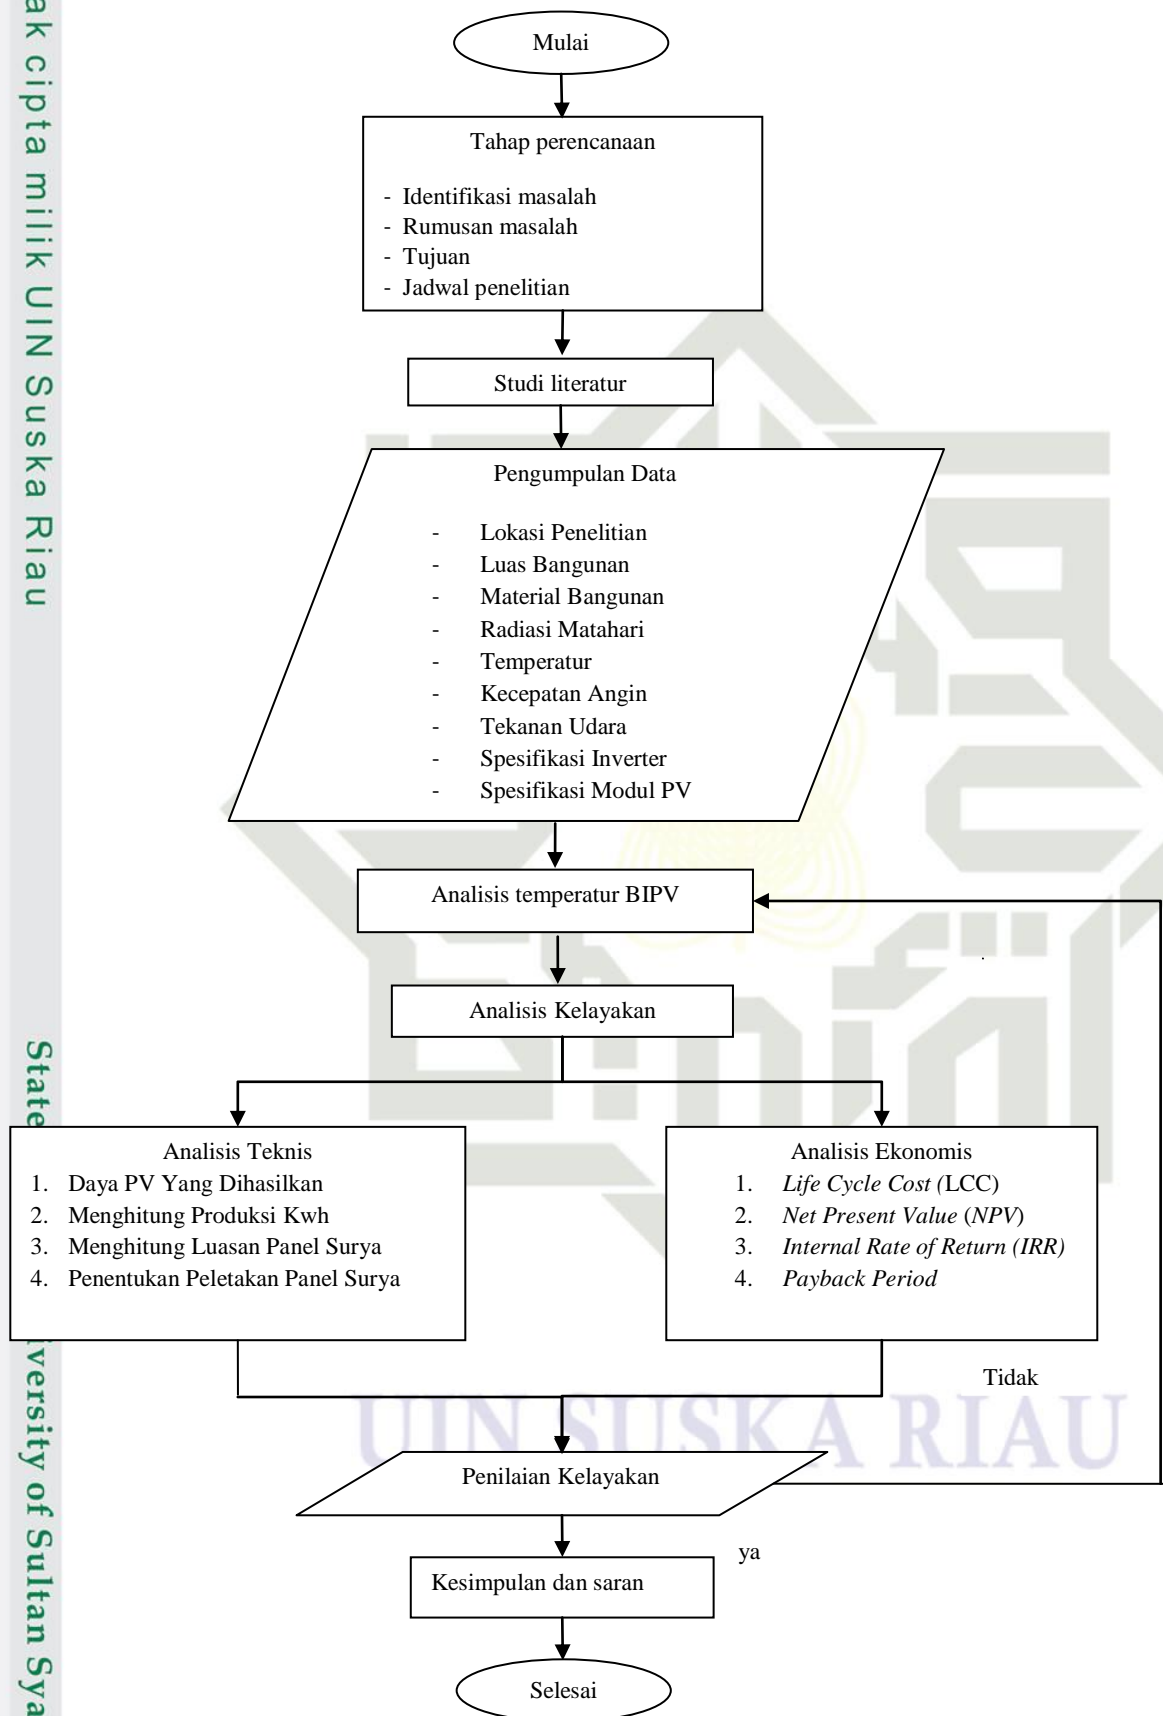 Mulai
Tahap perencanaan
- Identifikasi masalah
- Rumusan masalah
- Tujuan
- Jadwal penelitian
Studi literatur
Pengumpulan Data
- Lokasi Penelitian
- Luas Bangunan
- Material Bangunan
- Radiasi Matahari
- Temperatur
- Kecepatan Angin
- Tekanan Udara
- Spesifikasi Inverter
- Spesifikasi Modul PV
Analisis temperatur BIPV
Analisis Kelayakan
Analisis Teknis
1. Daya PV Yang Dihasilkan
2. Menghitung Produksi Kwh
3. Menghitung Luasan Panel Surya
4. Penentukan Peletakan Panel Surya
Analisis Ekonomis
1. Life Cycle Cost (LCC)
2. Net Present Value (NPV)
3. Internal Rate of Return (IRR)
4. Payback Period
Tidak
Penilaian Kelayakan
ya
Kesimpulan dan saran
Selesai
UIN SUSKA RIAU
ak cipta milik UIN Suska Riau
State iversity of Sultan Sya